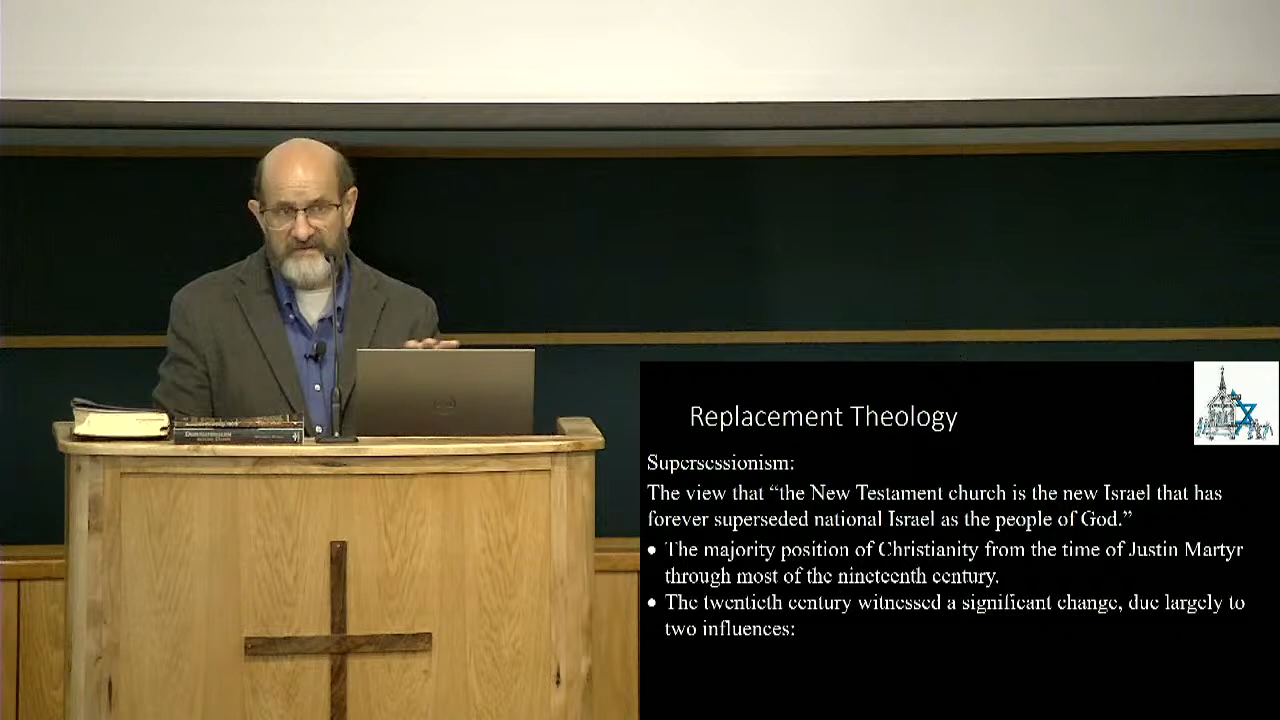 Replacement Theology
Supersessionism:
The view that “the New Testament church is the new Israel that has
forever superseded national Israel as the people of God.”
• The majority position of Christianity from the time of Justin Martyr
through most of the nineteenth century.
• The twentieth century witnessed a significant change, due largely to
two influences: